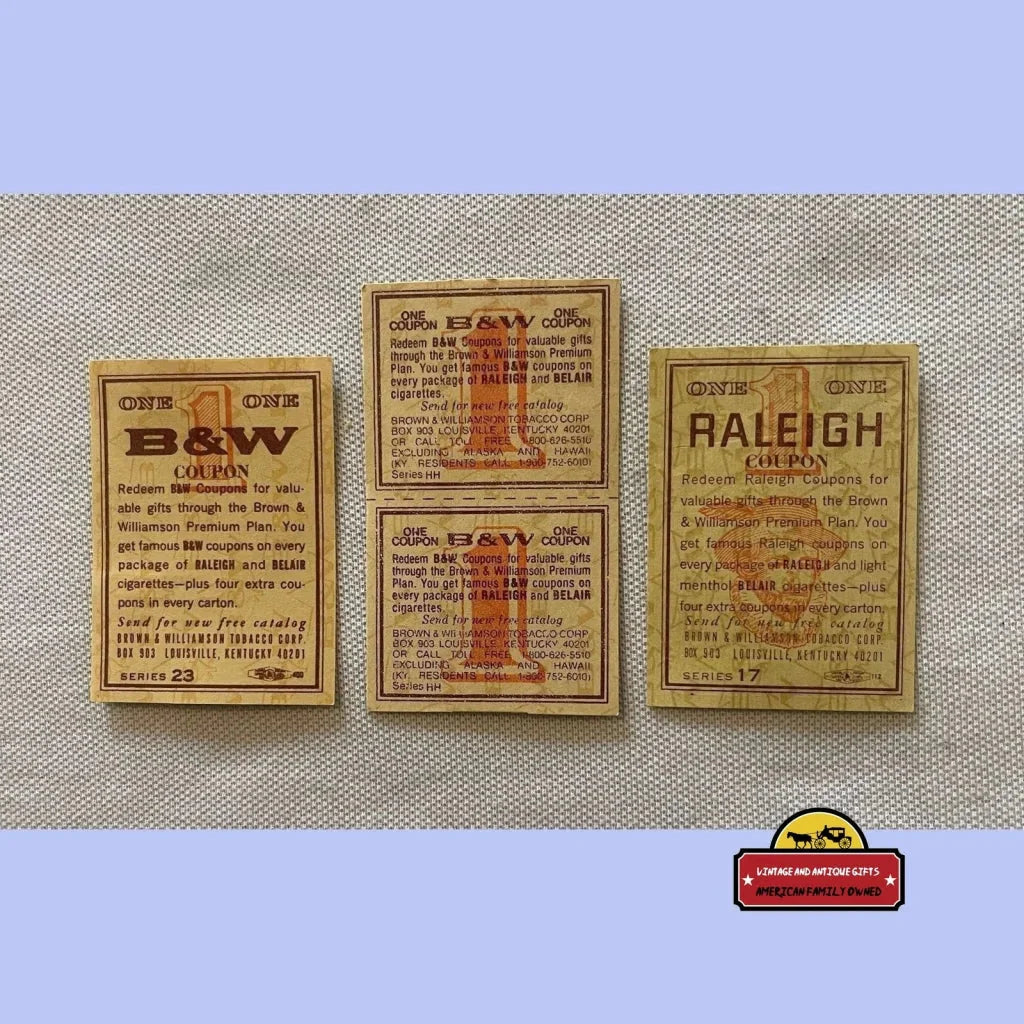 ONE 1 ONE
B&W
COUPON
Redeem B&W Coupons for valu-
able gifts through the Brown &
Williamson Premium Plan. You
get famous B&W coupons on every
package of RALEIGH and BELAIR
cigarettes—plus four extra cou-
pons in every carton.
Send for new free catalog
BROWN & WILLIAMSON TOBACCO CORP.
BOX 903 LOUISVILLE, KENTUCKY 40201
SERIES 23
ONE COUPON B&W ONE COUPON
1
Redeem B&W Coupons for valuable gifts
through the Brown & Williamson Premium
Plan. You get famous B&W coupons on
every package of RALEIGH and BELAIR
cigarettes.
Send for new free catalog
BROWN & WILLIAMSON TOBACCO CORP.
BOX 903 LOUISVILLE, KENTUCKY 40201
OR CALL TOLL FREE 1-800-626-5510
EXCLUDING ALASKA AND HAWAII
(KY. RESIDENTS CALL 1-800-752-6010)
Series HH
ONE COUPON B&W ONE COUPON
1
Redeem B&W Coupons for valuable gifts
through the Brown & Williamson Premium
Plan. You get famous B&W coupons on
every package of RALEIGH and BELAIR
cigarettes.
Send for new free catalog
BROWN & WILLIAMSON TOBACCO CORP.
BOX 903 LOUISVILLE, KENTUCKY 40201
OR CALL TOLL FREE 1-800-626-5510
EXCLUDING ALASKA AND HAWAII
(KY. RESIDENTS CALL 1-800-752-6010)
Series HH
ONE 1 ONE
RALEIGH
COUPON
Redeem Raleigh Coupons for
valuable gifts through the Brown
& Williamson Premium Plan. You
get famous Raleigh coupons on
every package of RALEIGH and light
menthol BELAIR cigarettes—plus
four extra coupons in every carton.
Send for new free catalog
BROWN & WILLIAMSON TOBACCO CORP.
BOX 903 LOUISVILLE, KENTUCKY 40201
SERIES 17 112
VINTAGE AND ANTIQUE GIFTS
AMERICAN FAMILY OWNED